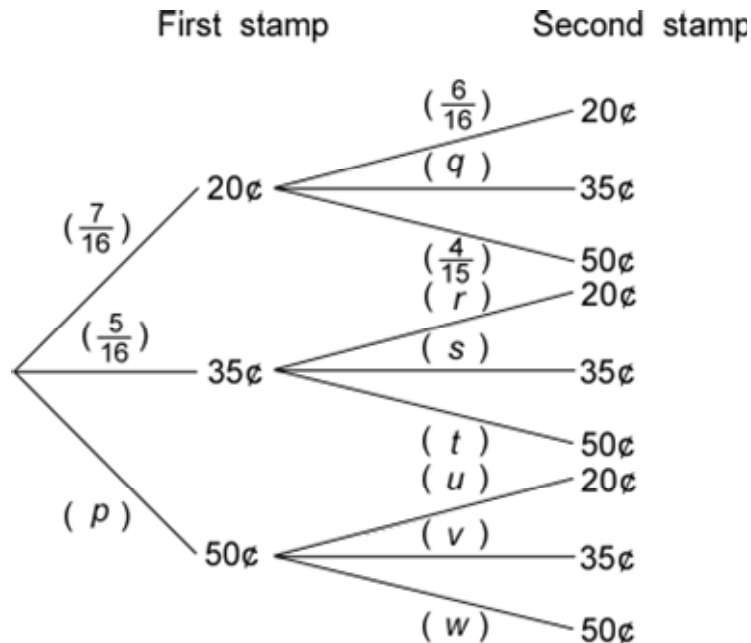 First stamp Second stamp
(6/16) 20¢
(q)
20¢ 35¢
(7/16)
(4/15) 50¢
(r) 20¢
(5/16) (s)
35¢ 35¢
(t) 50¢
(u) 20¢
(p) (v)
50¢ 35¢
(w) 50¢